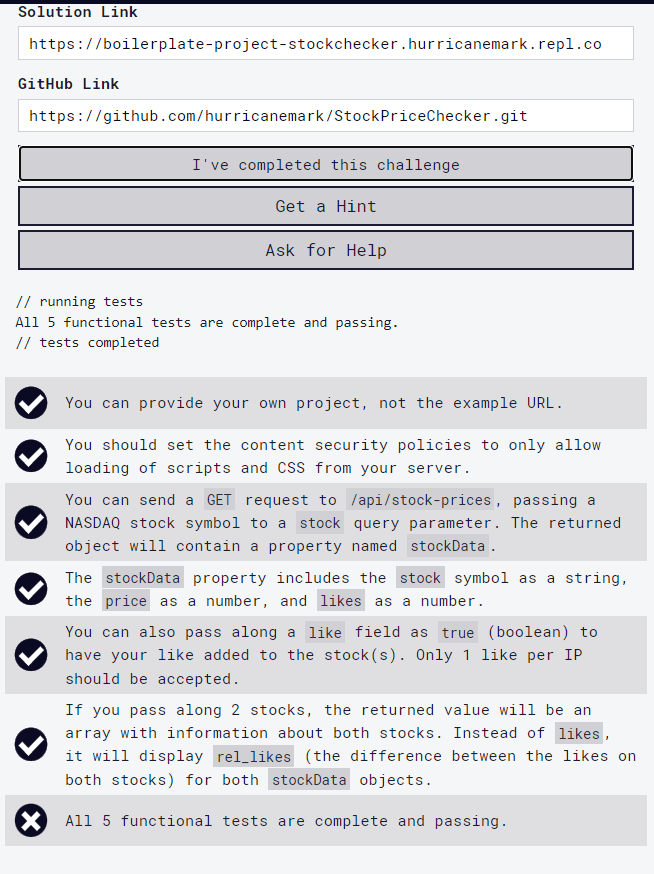 Solution Link
https://boilerplate-project-stockchecker.hurricanemark.repl.co
GitHub Link
https://github.com/hurricanemark/StockPriceChecker.git
I've completed this challenge
Get a Hint
Ask for Help
// running tests
All 5 functional tests are complete and passing.
// tests completed
You can provide your own project, not the example URL.
You should set the content security policies to only allow
loading of scripts and CSS from your server.
You can send a GET request to /api/stock-prices, passing a
NASDAQ stock symbol to a stock query parameter. The returned
object will contain a property named stockData.
The stockData property includes the stock symbol as a string,
the price as a number, and likes as a number.
You can also pass along a like field as true (boolean) to
have your like added to the stock(s). Only 1 like per IP
should be accepted.
If you pass along 2 stocks, the returned value will be an
array with information about both stocks. Instead of likes,
it will display rel_likes (the difference between the likes on
both stocks) for both stockData objects.
All 5 functional tests are complete and passing.